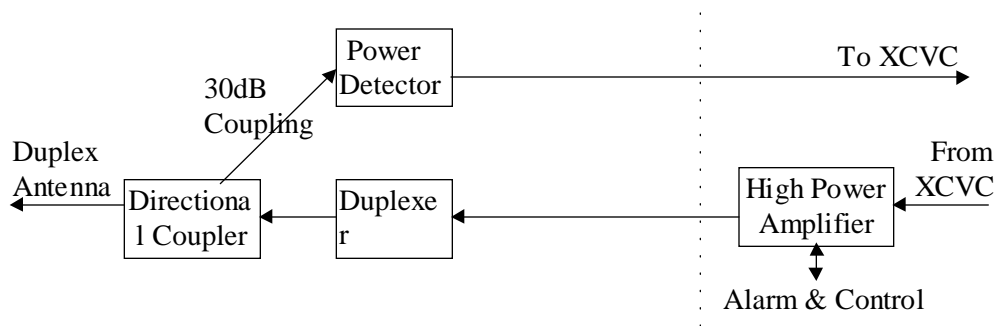 Power
Detector
To XCVC
30dB
Coupling
Duplex
Antenna
Directiona
l Coupler
Duplexe
r
High Power
Amplifier
From
XCVC
Alarm & Control